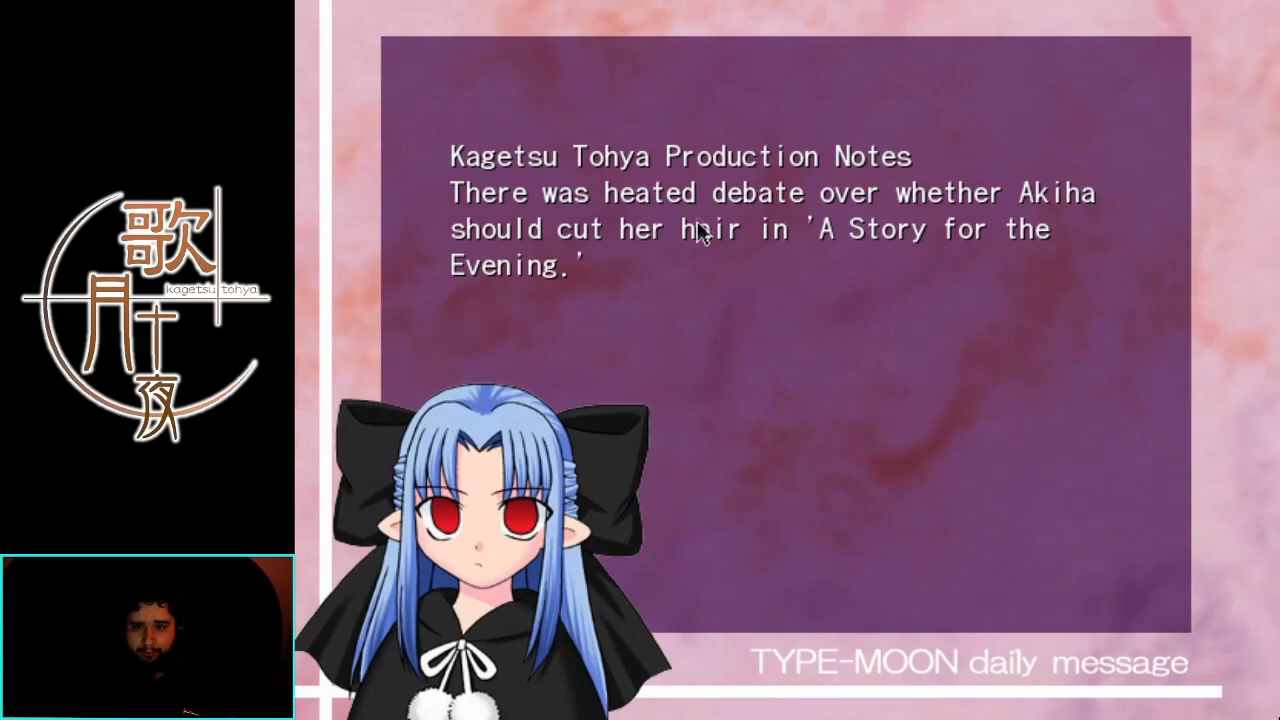 歌月十夜
kagetsu tohya
Kagetsu Tohya Production Notes
There was heated debate over whether Akiha
should cut her hair in 'A Story for the
Evening.'
TYPE-MOON daily message